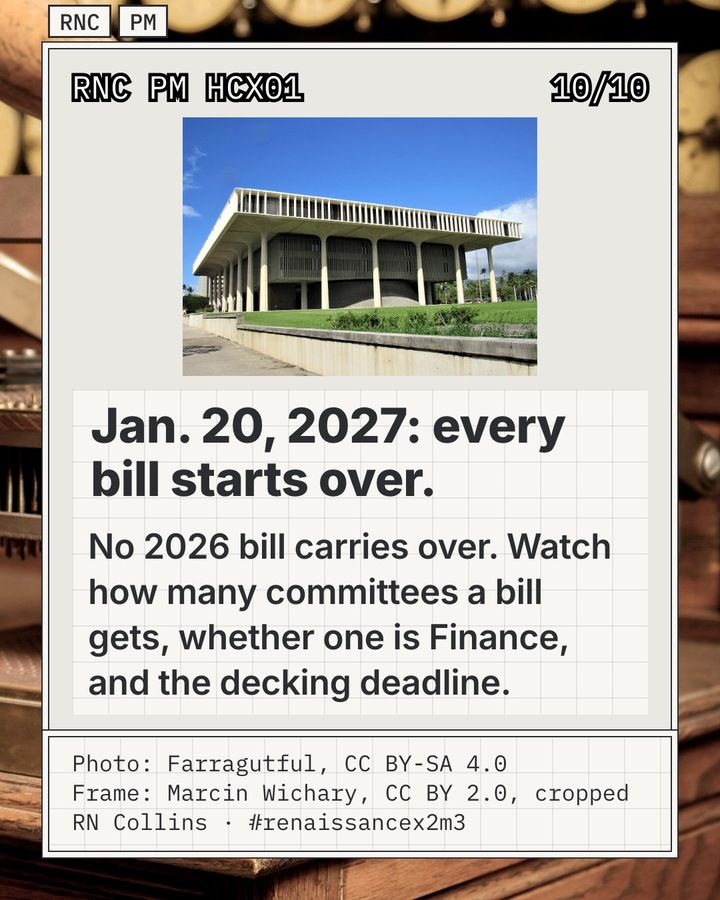 RNC PM
RNC PM HCX01 10/10
Jan. 20, 2027: every
bill starts over.
No 2026 bill carries over. Watch
how many committees a bill
gets, whether one is Finance,
and the decking deadline.
Photo: Farragutful, CC BY-SA 4.0
Frame: Marcin Wichary, CC BY 2.0, cropped
RN Collins · #renaissancex2m3